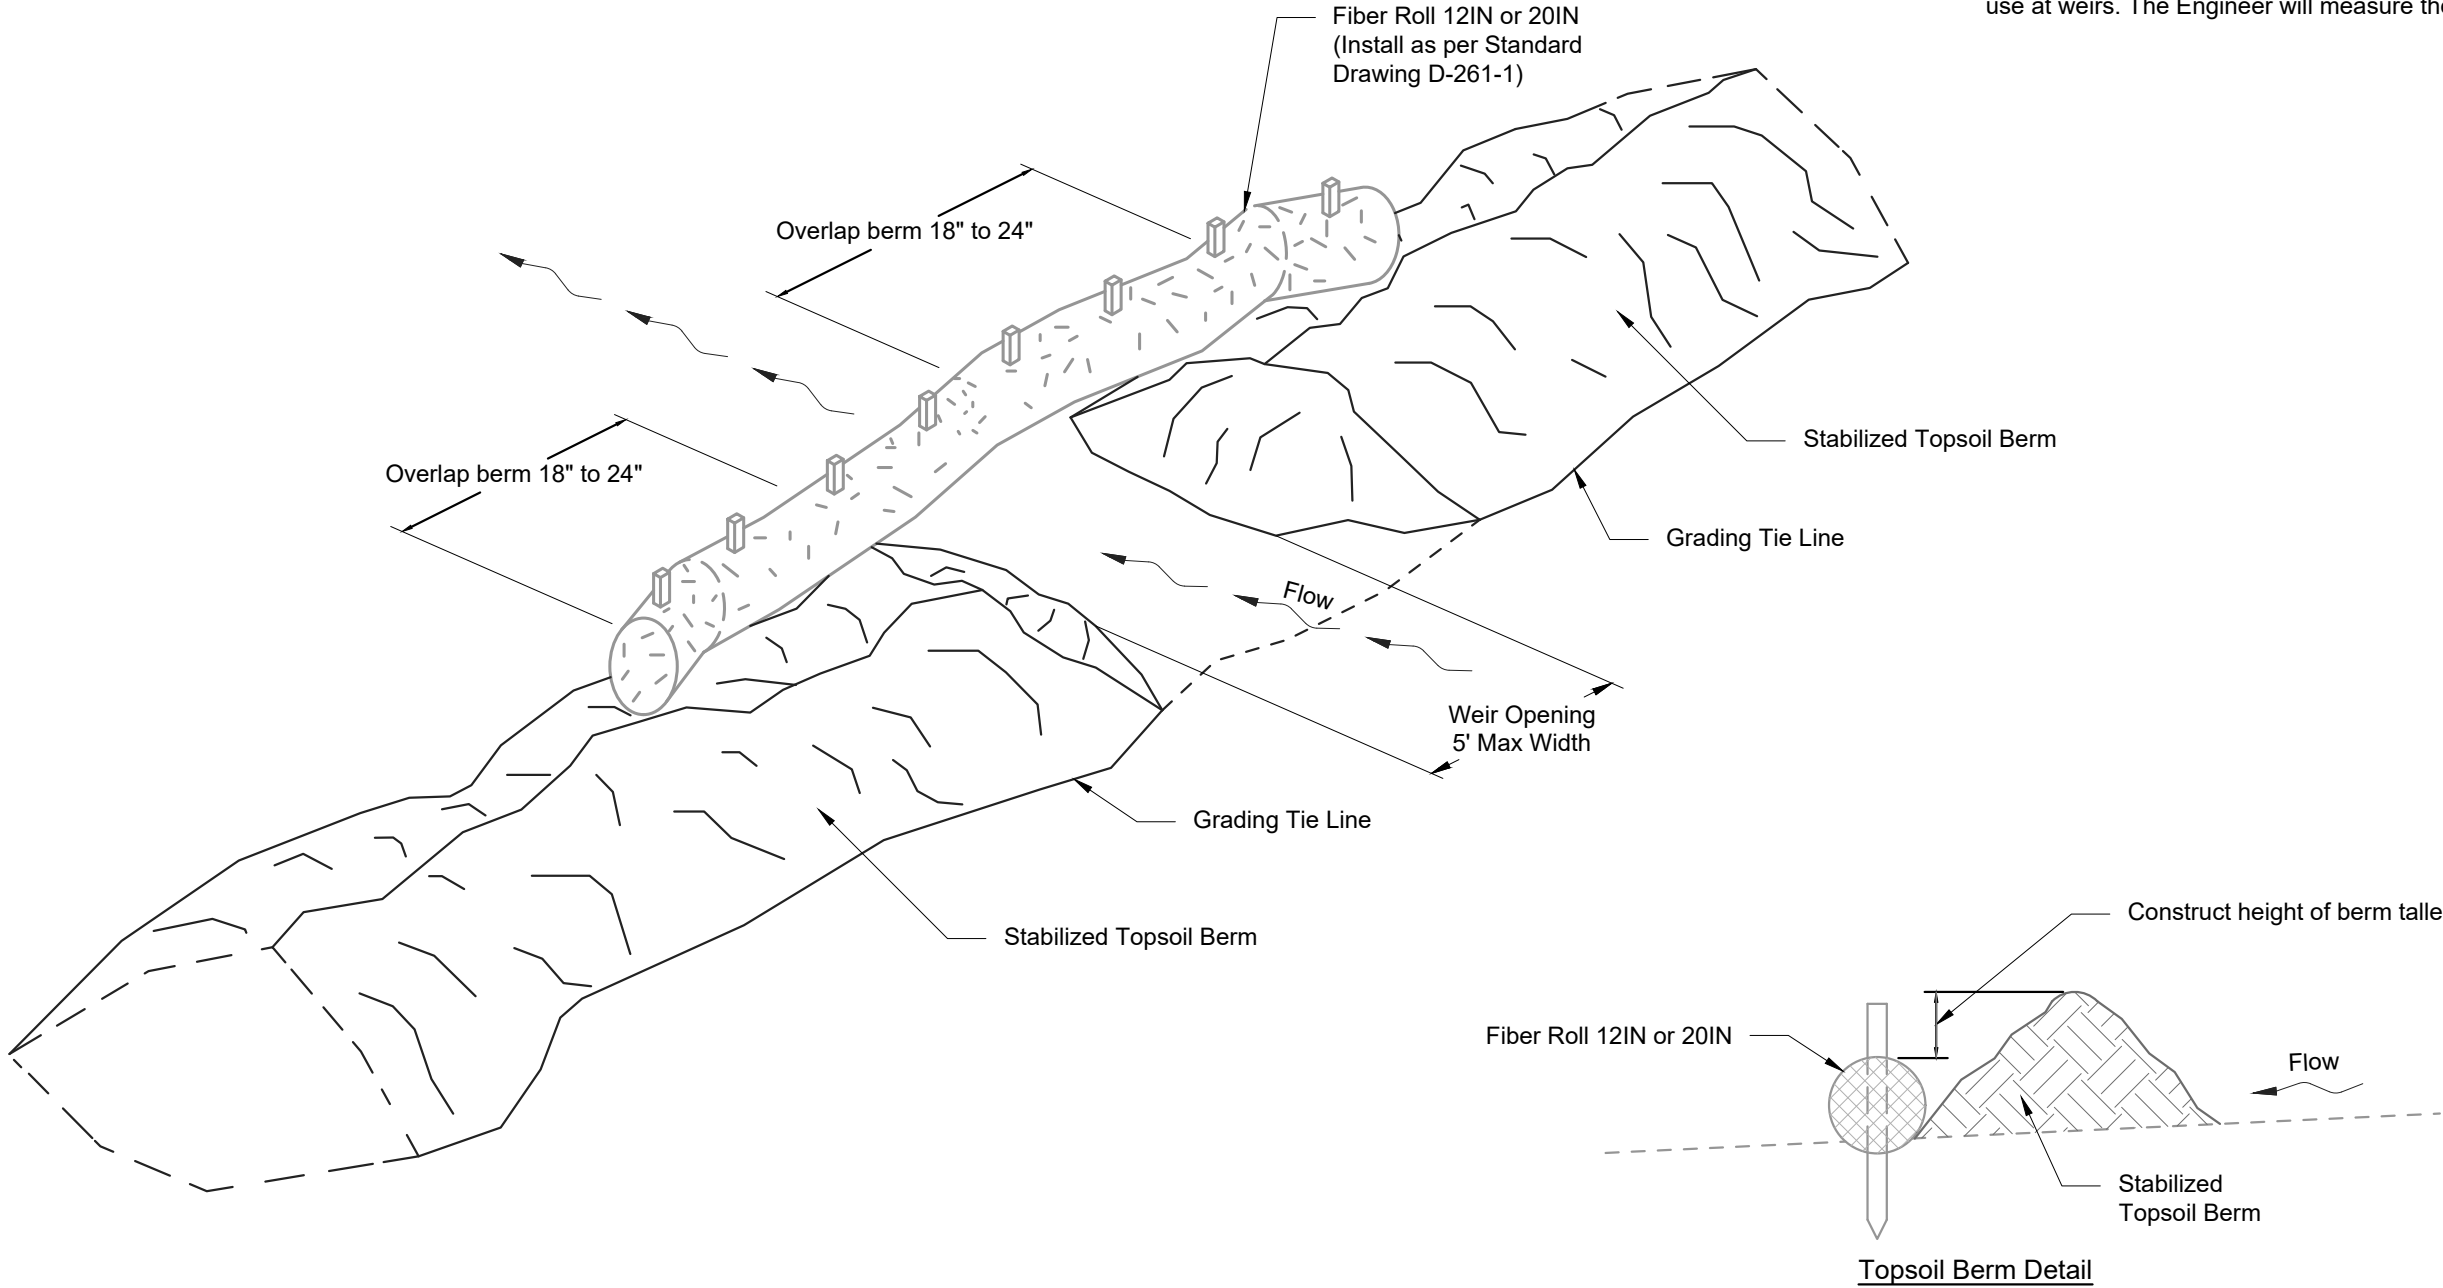 use at weirs. The Engineer will measure the
Fiber Roll 12IN or 20IN
(Install as per Standard
Drawing D-261-1)
Overlap berm 18" to 24"
Overlap berm 18" to 24"
Stabilized Topsoil Berm
Grading Tie Line
Flow
Weir Opening
5' Max Width
Grading Tie Line
Stabilized Topsoil Berm
Construct height of berm talle
Fiber Roll 12IN or 20IN
Flow
Stabilized
Topsoil Berm
Topsoil Berm Detail